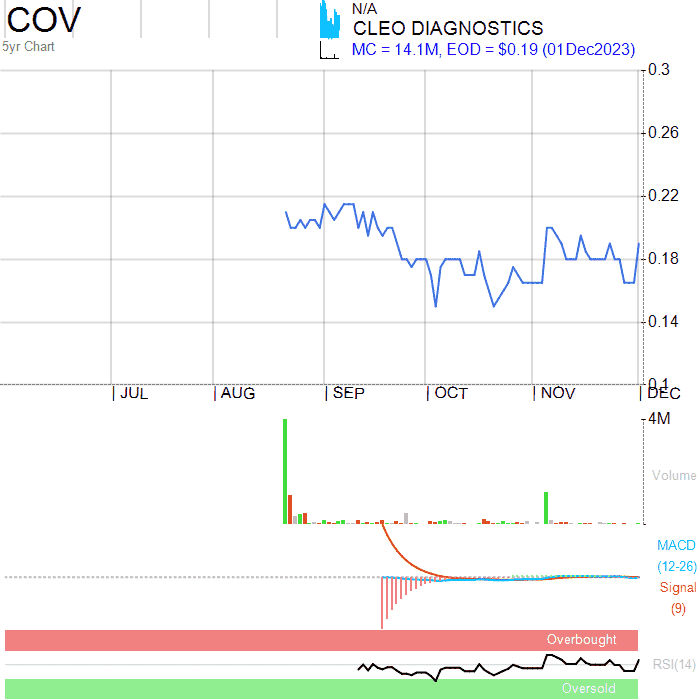 COV
N/A
CLEO DIAGNOSTICS
5yr Chart
MC = 14.1M, EOD = $0.19 (01Dec2023)
0.3
0.26
0.22
0.18
0.14
0.1
JUL
AUG
SEP
OCT
NOV
DEC
4M
Volume
MACD
(12-26)
Signal
(9)
Overbought
RSI(14)
Oversold